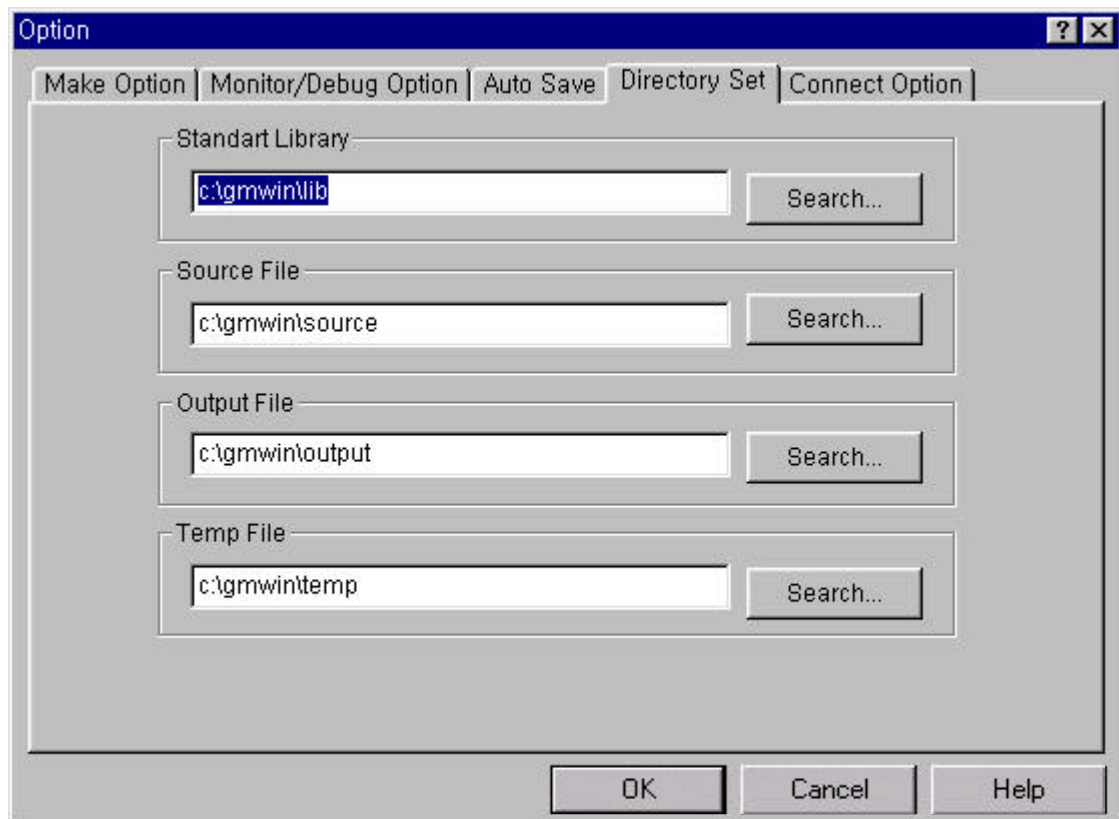 Option
Make Option Monitor/Debug Option Auto Save Directory Set Connect Option
Standart Library
c:\gmwin\lib
Search...
Source File
c:\gmwin\source
Search...
Output File
c:\gmwin\output
Search...
Temp File
c:\gmwin\temp
Search...
OK Cancel Help